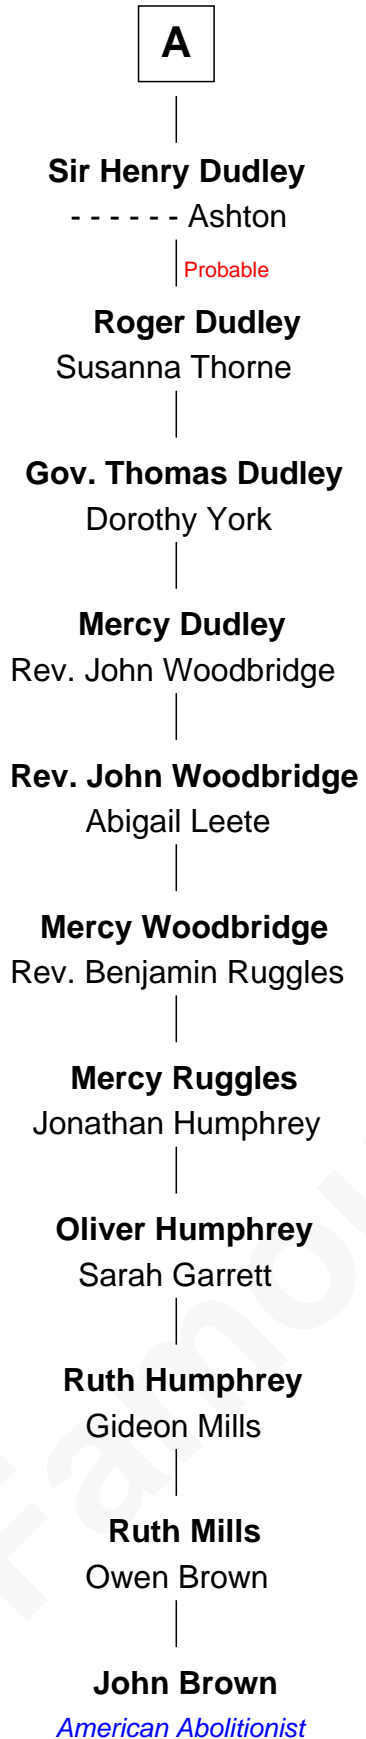 A
Sir Henry Dudley
- - - - - - Ashton
Probable
Roger Dudley
Susanna Thorne
Gov. Thomas Dudley
Dorothy York
Mercy Dudley
Rev. John Woodbridge
Rev. John Woodbridge
Abigail Leete
Mercy Woodbridge
Rev. Benjamin Ruggles
Mercy Ruggles
Jonathan Humphrey
Oliver Humphrey
Sarah Garrett
Ruth Humphrey
Gideon Mills
Ruth Mills
Owen Brown
John Brown
American Abolitionist